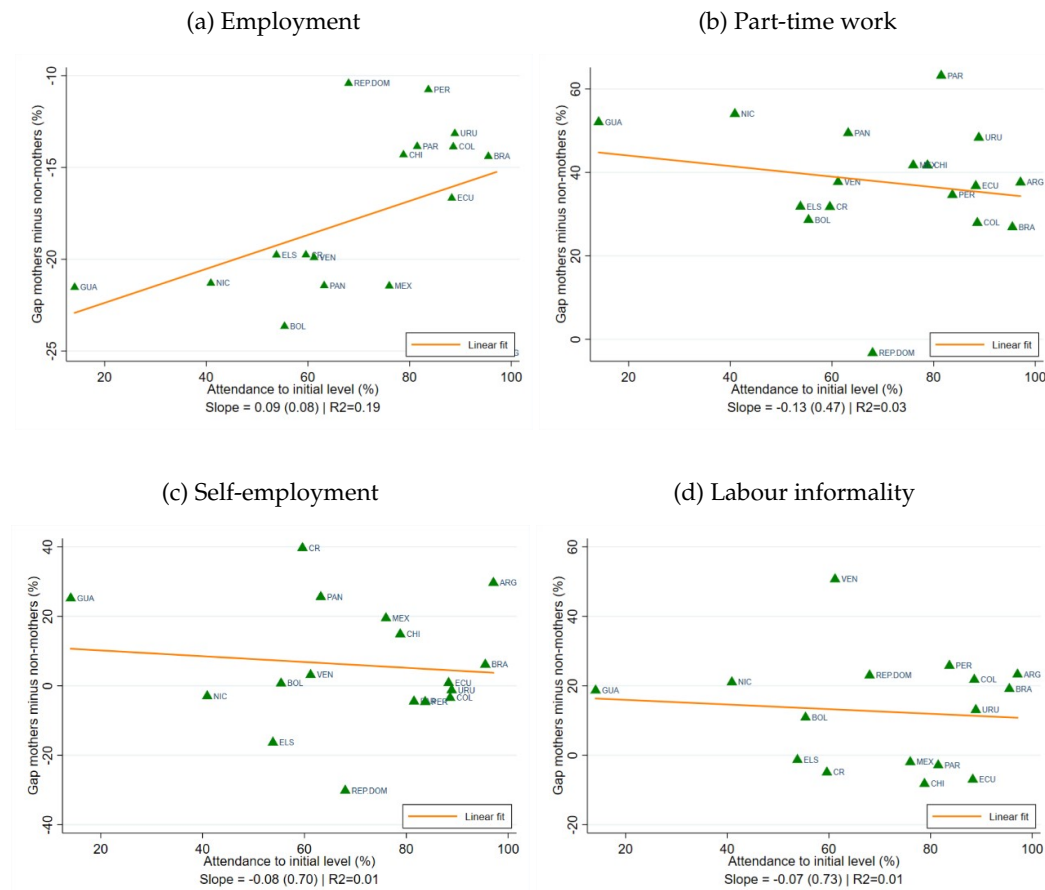 (a) Employment
-10
-15
-20
-25
Gap mothers minus non-mothers (%)
REP.DOM
PER
URU
PAR
COL
CHI
BRA
ECU
ELS
CR
VEN
GUA
NIC
PAN
MEX
BOL
Linear fit
20 40 60 80 100
Attendance to initial level (%)
Slope = 0.09 (0.08) | R2=0.19
(b) Part-time work
60
40
20
0
Gap mothers minus non-mothers (%)
PAR
NIC
GUA
PAN
URU
MEX
CHI
VEN
ECU
ARG
PER
ELS
CR
BOL
COL
BRA
REP.DOM
Linear fit
20 40 60 80 100
Attendance to initial level (%)
Slope = -0.13 (0.47) | R2=0.03
(c) Self-employment
40
20
0
-20
-40
Gap mothers minus non-mothers (%)
CR
ARG
GUA
PAN
MEX
CHI
BRA
VEN
BOL
ECU
URU
NIC
COL
PER
ELS
REP.DOM
Linear fit
20 40 60 80 100
Attendance to initial level (%)
Slope = -0.08 (0.70) | R2=0.01
(d) Labour informality
60
40
20
0
-20
Gap mothers minus non-mothers (%)
VEN
PER
REP.DOM
ARG
COL
NIC
BRA
GUA
URU
BOL
ELS
MEX
PAR
CR
ECU
CHI
Linear fit
20 40 60 80 100
Attendance to initial level (%)
Slope = -0.07 (0.73) | R2=0.01